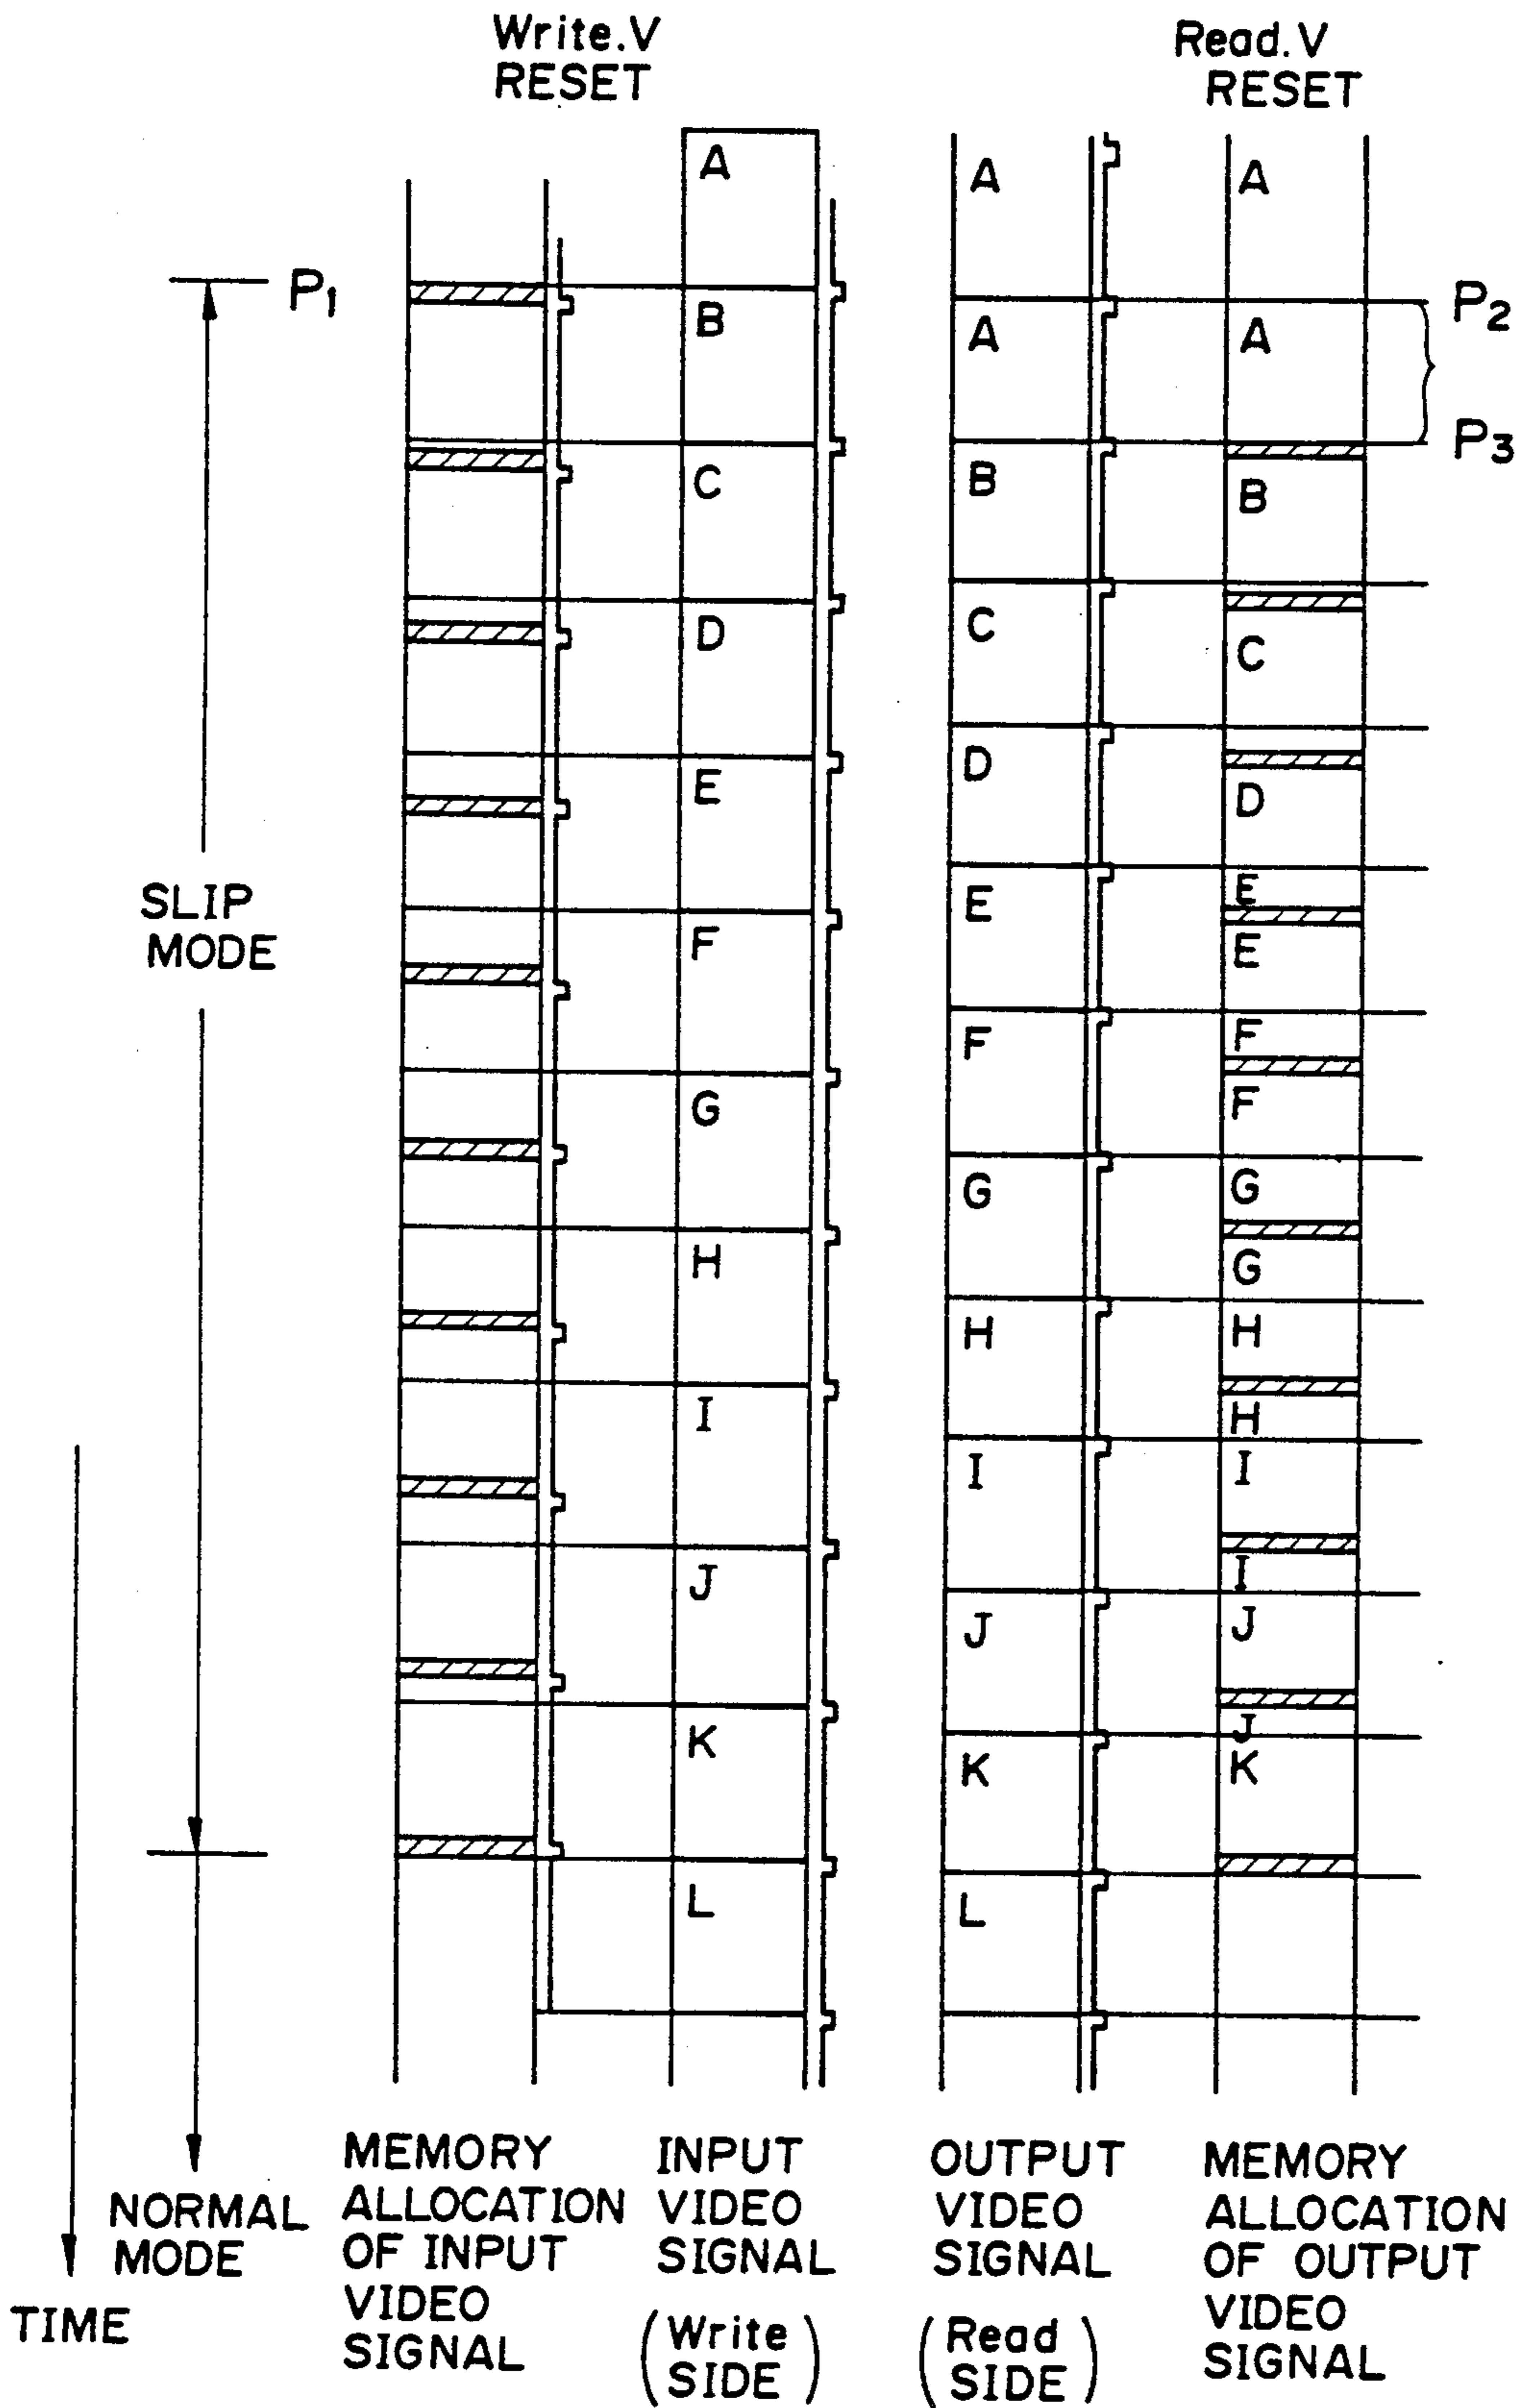 Write.V
RESET
Read.V
RESET
A
B
C
D
E
F
G
H
I
J
K
L
A
A
B
C
D
E
F
G
H
I
J
K
L
A
A
B
C
D
E
E
F
F
G
G
H
H
I
I
J
J
K
P1
P2
P3
SLIP
MODE
NORMAL
MODE
TIME
MEMORY
ALLOCATION
OF INPUT
VIDEO
SIGNAL
INPUT
VIDEO
SIGNAL
(Write
SIDE)
OUTPUT
VIDEO
SIGNAL
(Read
SIDE)
MEMORY
ALLOCATION
OF OUTPUT
VIDEO
SIGNAL